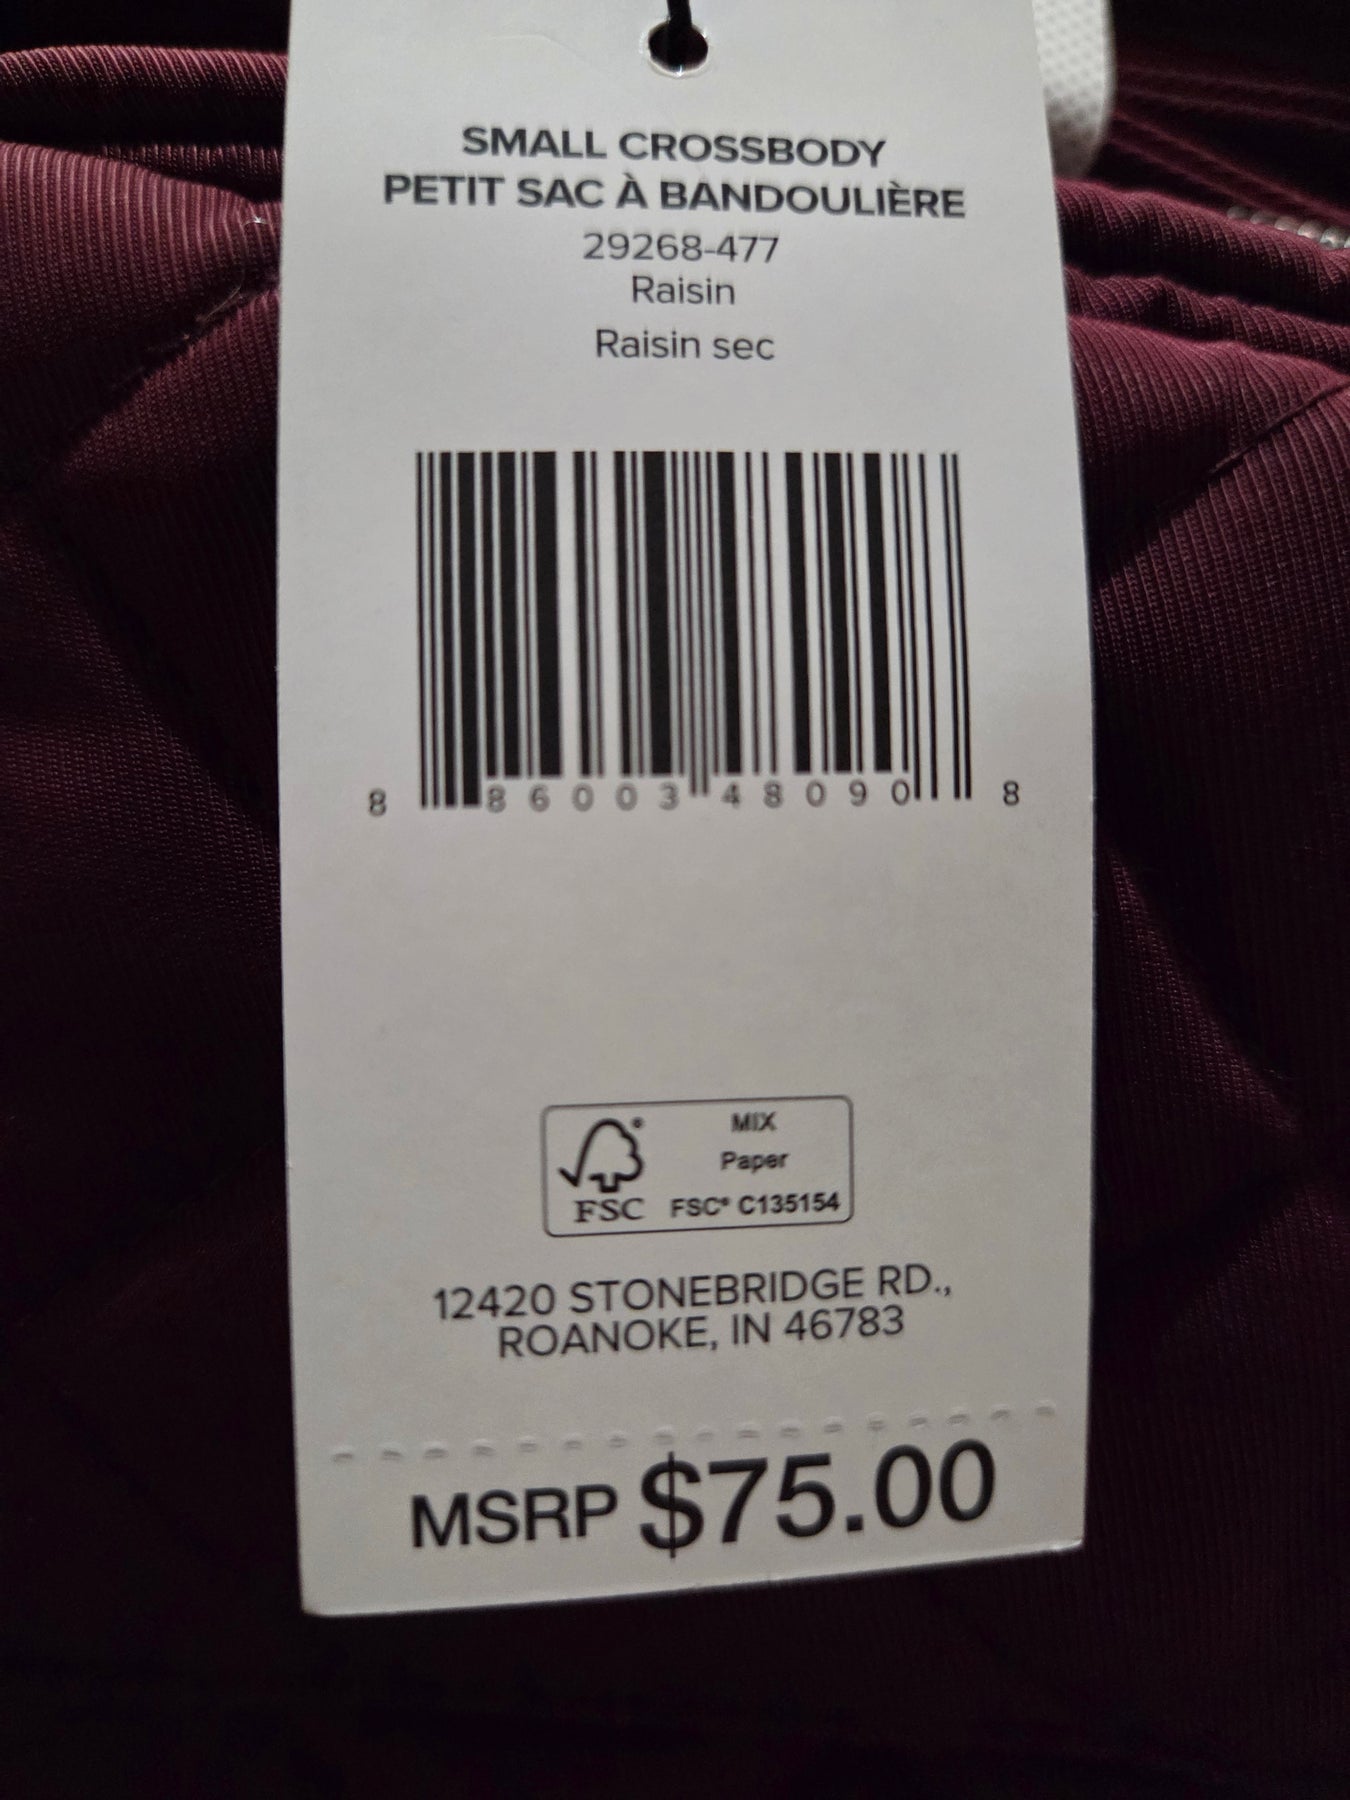 SMALL CROSSBODY
PETIT SAC À BANDOULIÈRE
29268-477
Raisin
Raisin sec
8 86003 48090 8
MIX
Paper
FSC® C135154
FSC
12420 STONEBRIDGE RD.,
ROANOKE, IN 46783
MSRP $75.00